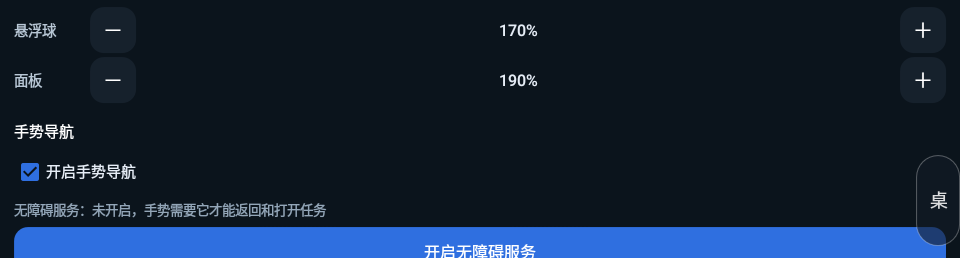 悬浮球 — 170% +
面板 — 190% +
手势导航
开启手势导航
无障碍服务：未开启，手势需要它才能返回和打开任务
桌
开启无障碍服务